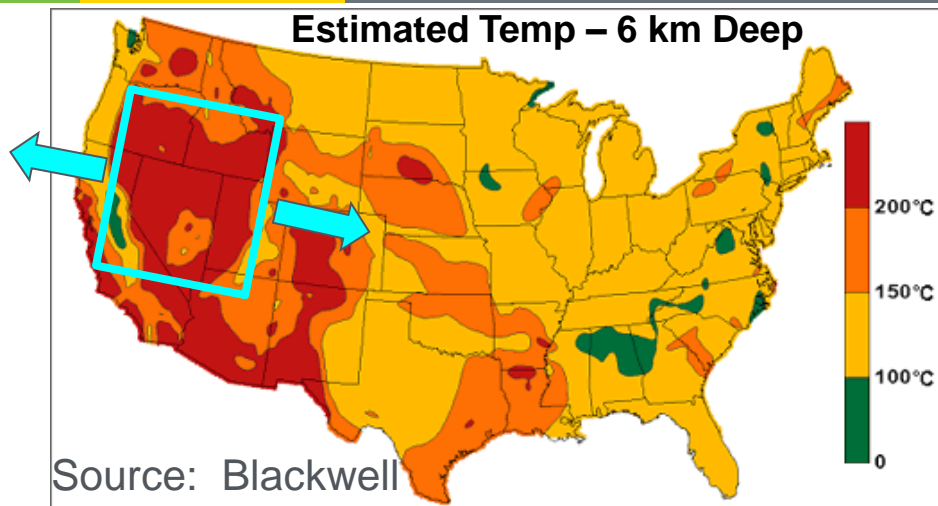 Estimated Temp – 6 km Deep
200°C
150°C
100°C
0
Source:  Blackwell